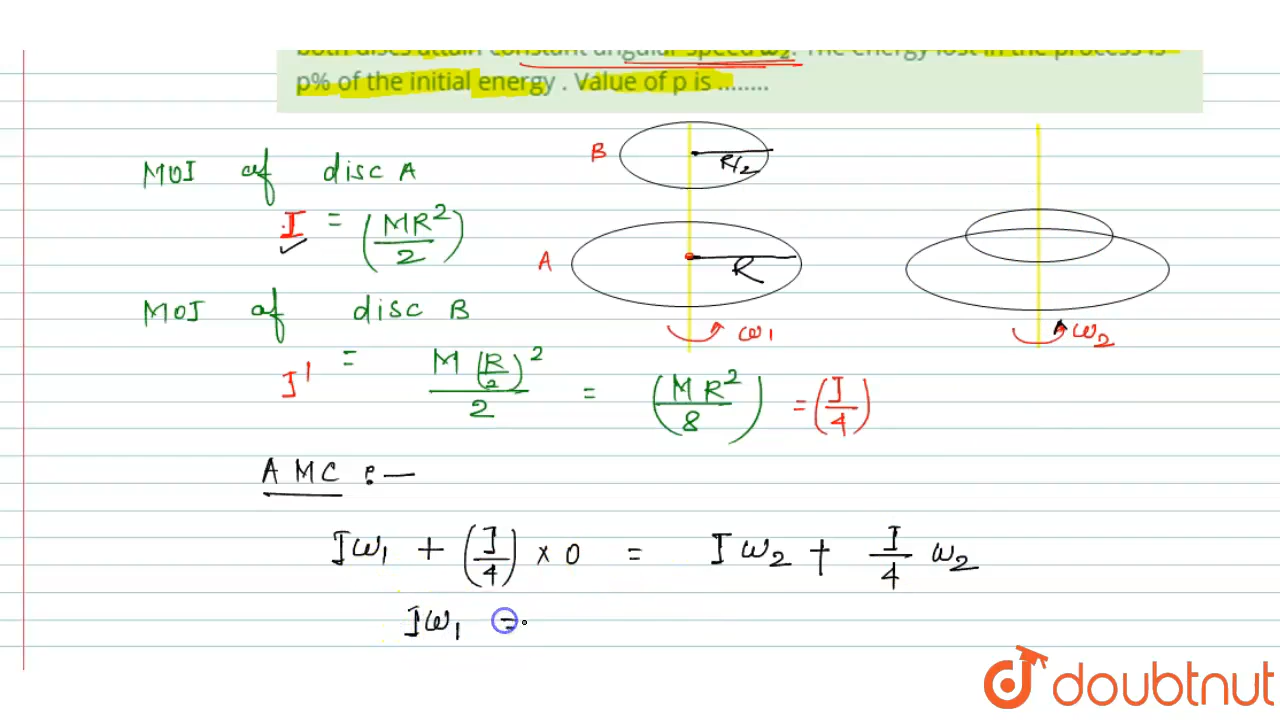 both discs attain constant angular speed ω₂. The energy lost in the process is
p% of the initial energy . Value of p is ........
B
R/2
MOI of disc A
I = (MR²/2)
A
R
MOI of disc B
ω₁
ω₂
I' = M(R/2)²/2 = (MR²/8) = (I/4)
AMC :—
Iω₁ + (I/4) × 0 = Iω₂ + I/4 ω₂
Iω₁ =
doubtnut